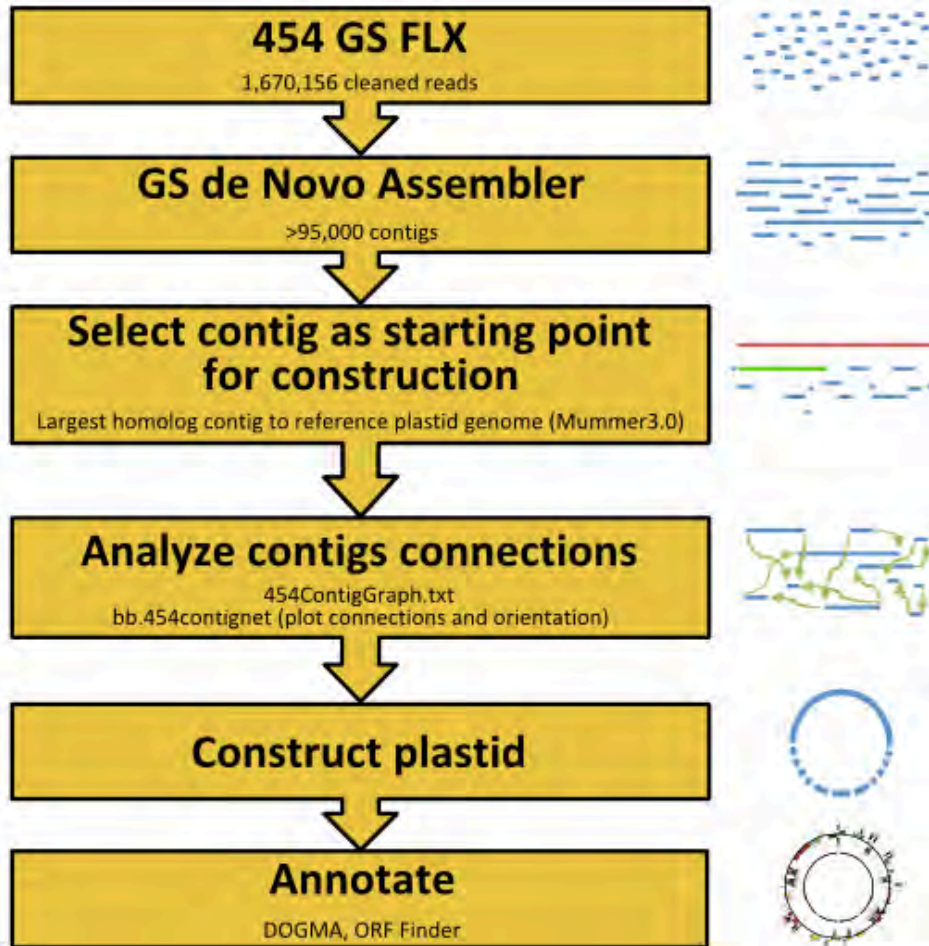 454 GS FLX
1,670,156 cleaned reads
GS de Novo Assembler
>95,000 contigs
Select contig as starting point
for construction
Largest homolog contig to reference plastid genome (Mummer3.0)
Analyze contigs connections
454ContigGraph.txt
bb.454contignet (plot connections and orientation)
Construct plastid
Annotate
DOGMA, ORF Finder